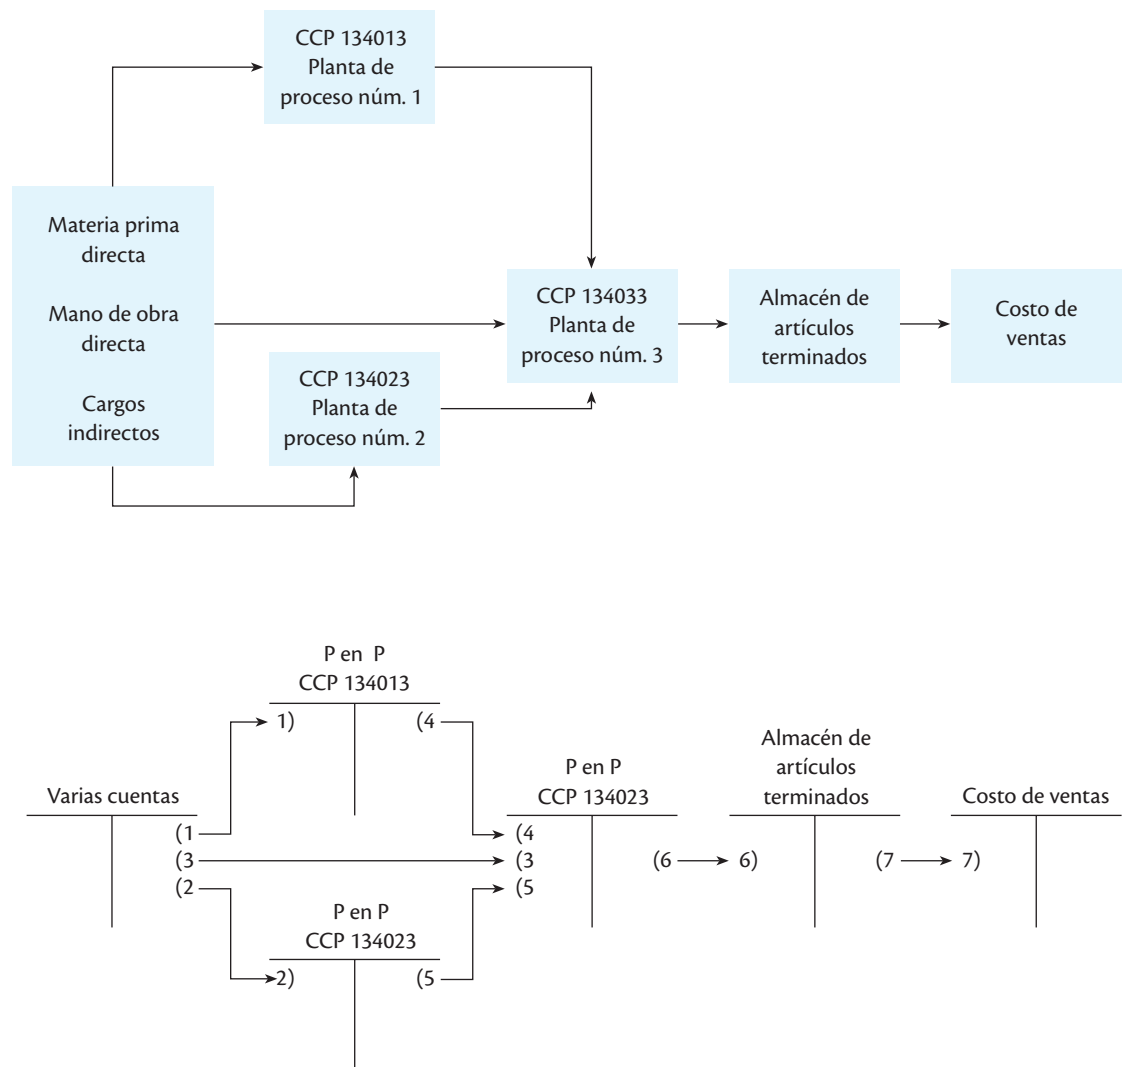 CCP 134013
Planta de
proceso núm. 1
Materia prima
directa
Mano de obra
directa
Cargos
indirectos
CCP 134023
Planta de
proceso núm. 2
CCP 134033
Planta de
proceso núm. 3
Almacén de
artículos
terminados
Costo de
ventas
P en P
CCP 134013
1)
(4
Varias cuentas
(1
(3
(2
P en P
CCP 134023
2)
(5
P en P
CCP 134023
(4
(3
(5
(6
Almacén de
artículos
terminados
6)
(7
Costo de ventas
7)